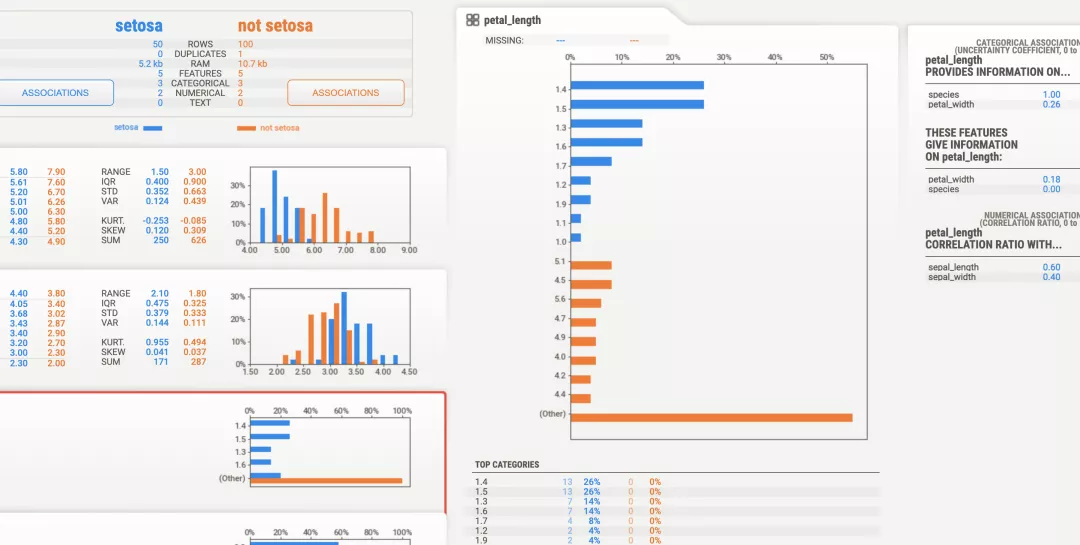 setosa not setosa
50 ROWS 100
0 DUPLICATES 1
5.2 kb RAM 10.7 kb
5 FEATURES 5
3 CATEGORICAL 3
2 NUMERICAL 2
0 TEXT 0
ASSOCIATIONS ASSOCIATIONS
setosa not setosa
5.80 7.90 RANGE 1.50 3.00
5.61 7.60 IQR 0.400 0.900
5.20 6.70 STD 0.352 0.663
5.01 6.26 VAR 0.124 0.439
5.00 6.30
4.80 5.80 KURT. -0.253 -0.085
4.40 5.20 SKEW 0.120 0.309
4.30 4.90 SUM 250 626
30%
20%
10%
0%
4.00 5.00 6.00 7.00 8.00 9.00
4.40 3.80 RANGE 2.10 1.80
4.05 3.40 IQR 0.475 0.325
3.68 3.02 STD 0.379 0.333
3.43 2.87 VAR 0.144 0.111
3.40 2.90
3.20 2.70 KURT. 0.955 0.494
3.00 2.30 SKEW 0.041 0.037
2.30 2.00 SUM 171 287
30%
20%
10%
0%
1.50 2.00 2.50 3.00 3.50 4.00 4.50
0% 20% 40% 60% 80% 100%
1.4
1.5
1.3
1.6
(Other)
0% 20% 40% 60% 80% 100%
petal_length
MISSING: --- ---
0% 10% 20% 30% 40% 50%
1.4
1.5
1.3
1.6
1.7
1.2
1.9
1.1
1.0
5.1
4.5
5.6
4.7
4.9
4.0
4.2
4.4
(Other)
TOP CATEGORIES
1.4 13 26% 0 0%
1.5 13 26% 0 0%
1.3 7 14% 0 0%
1.6 7 14% 0 0%
1.7 4 8% 0 0%
1.2 2 4% 0 0%
1.9 2 4% 0 0%
CATEGORICAL ASSOCIATION
(UNCERTAINTY COEFFICIENT, 0 to
petal_length
PROVIDES INFORMATION ON...
species 1.00
petal_width 0.26
THESE FEATURES
GIVE INFORMATION
ON petal_length:
petal_width 0.18
species 0.00
NUMERICAL ASSOCIATION
(CORRELATION RATIO, 0 to
petal_length
CORRELATION RATIO WITH...
sepal_length 0.60
sepal_width 0.40